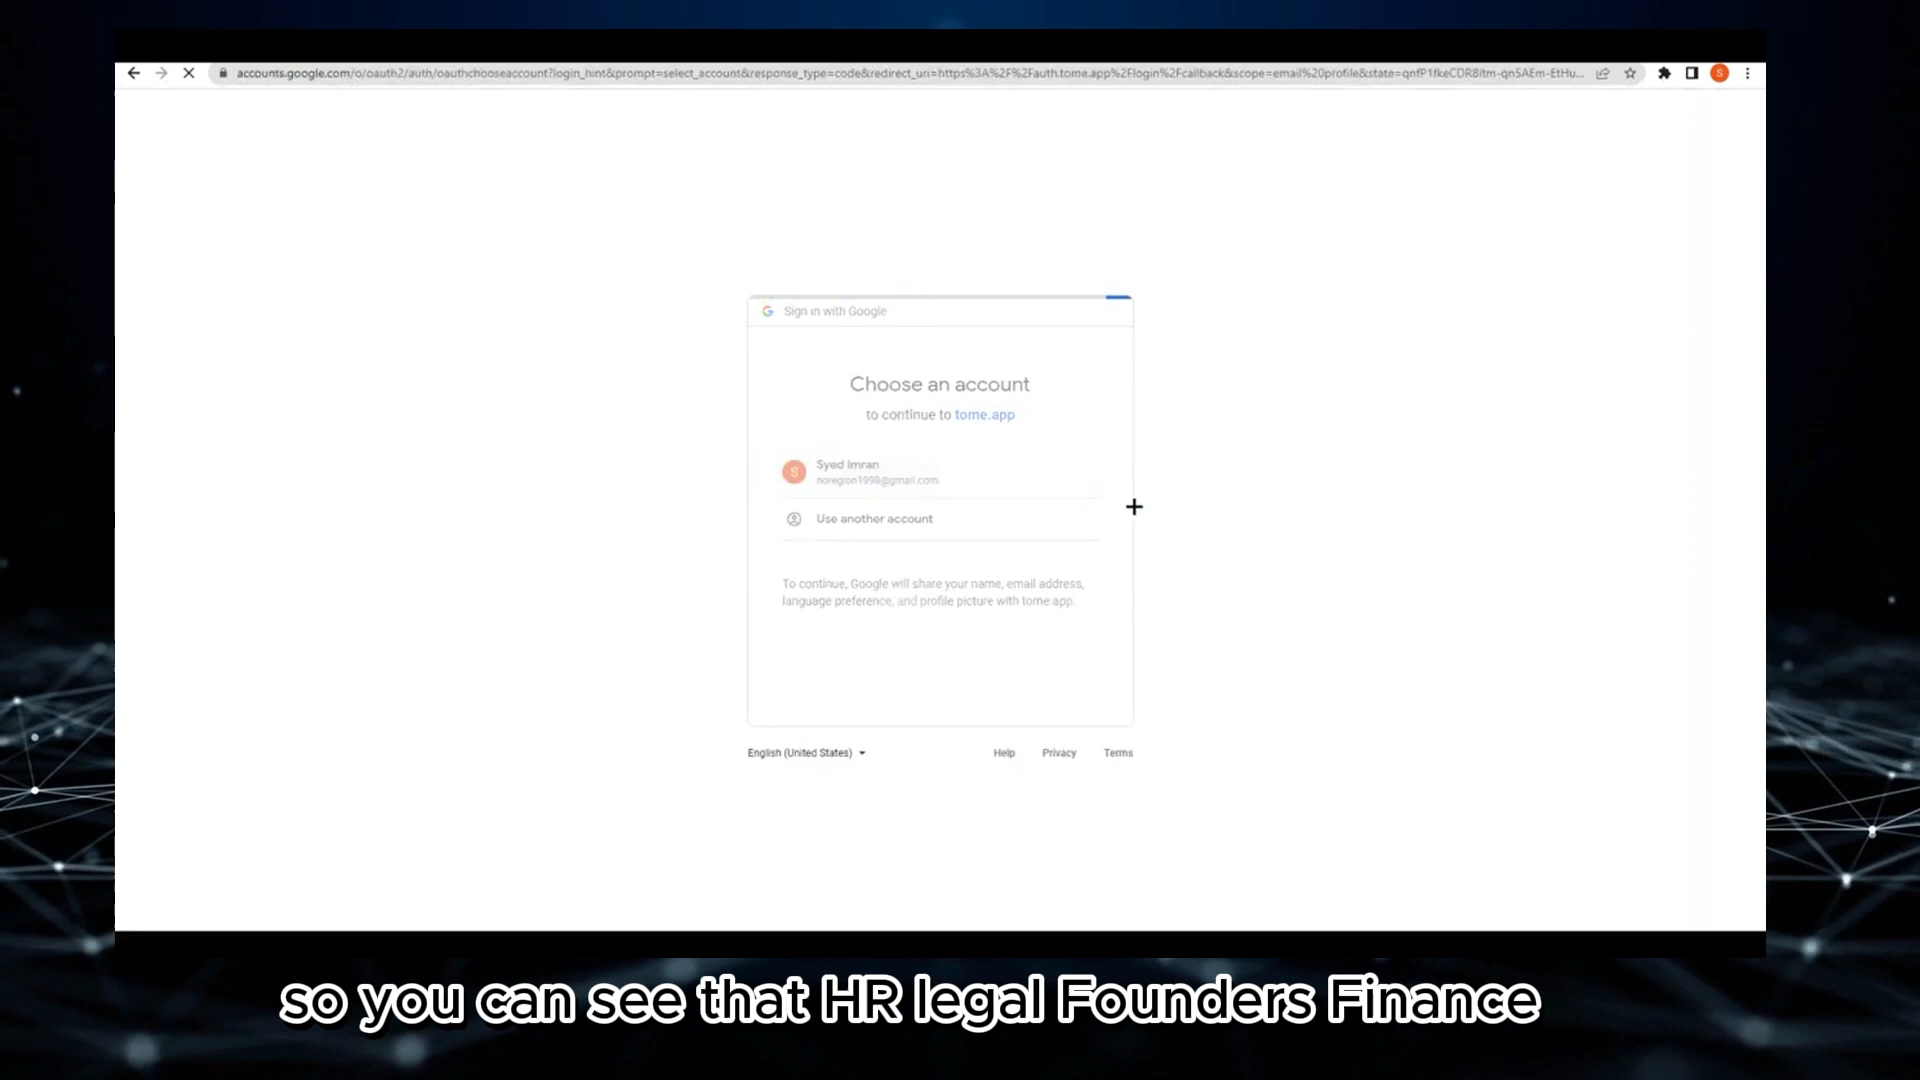 accounts.google.com/o/oauth2/auth/oauthchooseaccount?login_hint&prompt=select_account&response_type=code&redirect_uri=https%3A%2F%2Fauth.tome.app%2Flogin%2Fcallback&scope=email%20profile&state=qnfP1fkeCDR8itm-qn5AEm-EtHu...
S
Sign in with Google
Choose an account
to continue to tome.app
S
Syed Imran
noregion1998@gmail.com
Use another account
To continue, Google will share your name, email address,
language preference, and profile picture with tome.app.
English (United States)
Help Privacy Terms
so you can see that HR legal Founders Finance